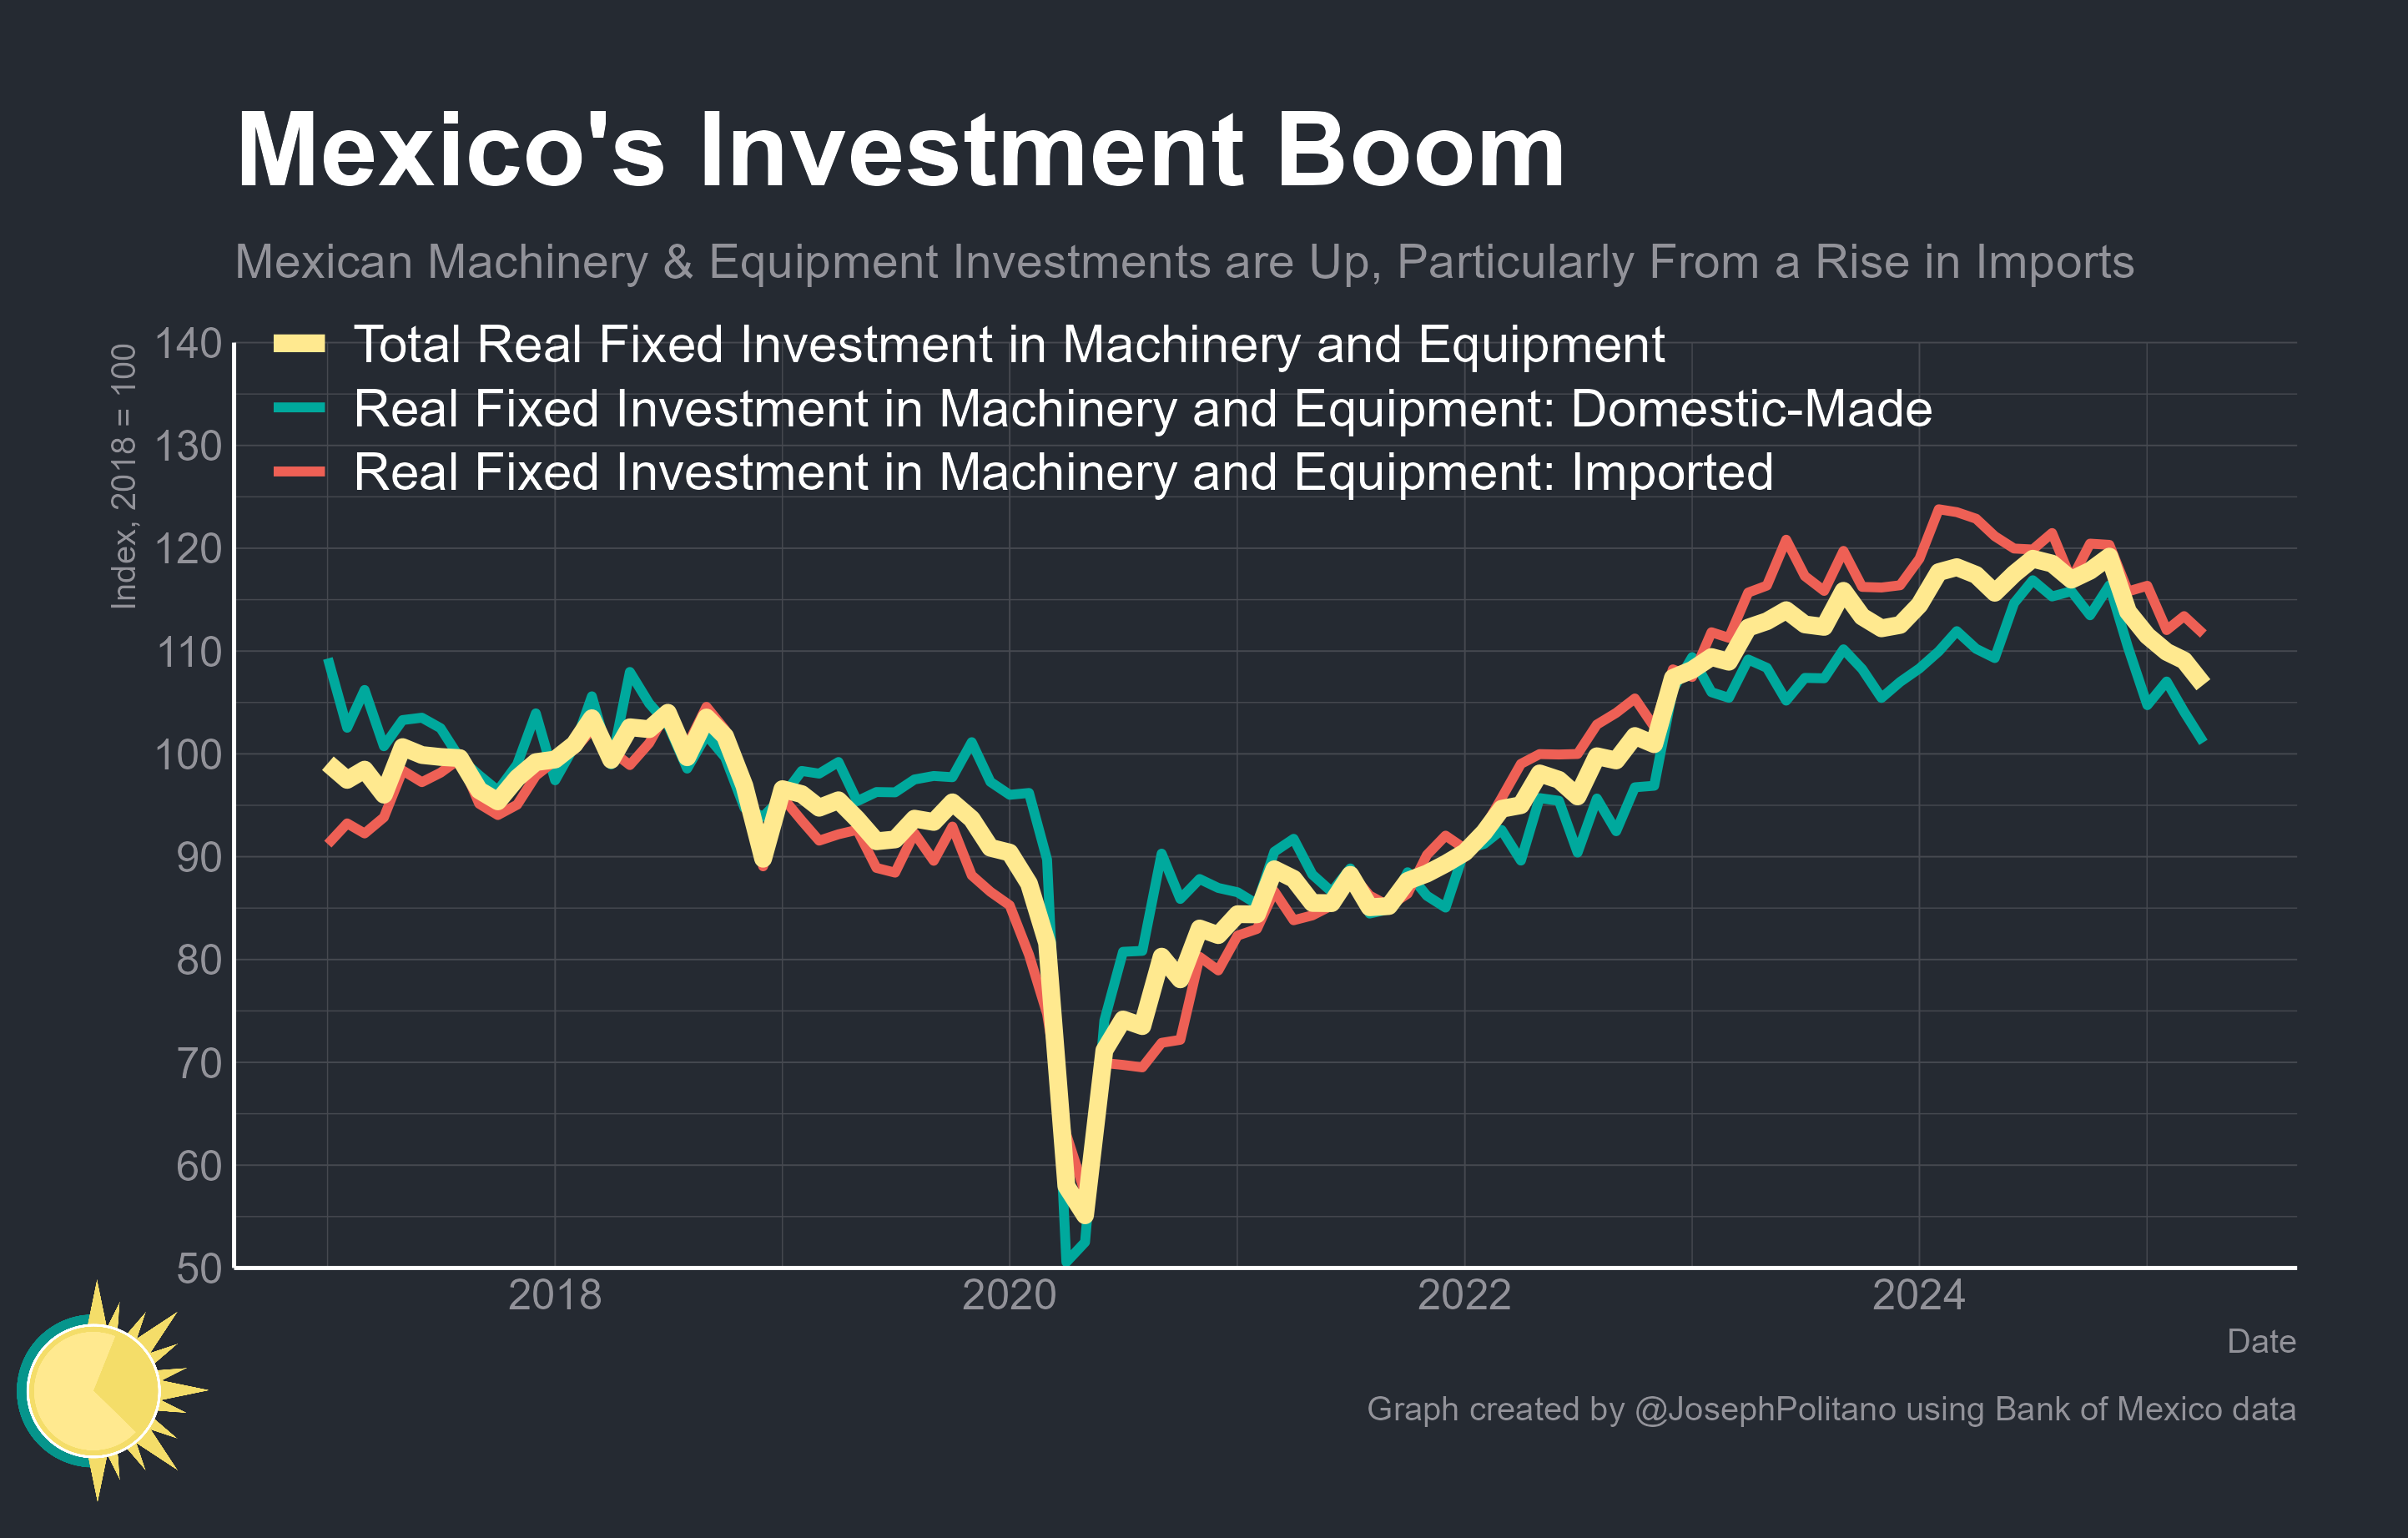 Mexico's Investment Boom
Mexican Machinery & Equipment Investments are Up, Particularly From a Rise in Imports
Index, 2018 = 100
140
130
120
110
100
90
80
70
60
50
Total Real Fixed Investment in Machinery and Equipment
Real Fixed Investment in Machinery and Equipment: Domestic-Made
Real Fixed Investment in Machinery and Equipment: Imported
2018 2020 2022 2024
Date
Graph created by @JosephPolitano using Bank of Mexico data